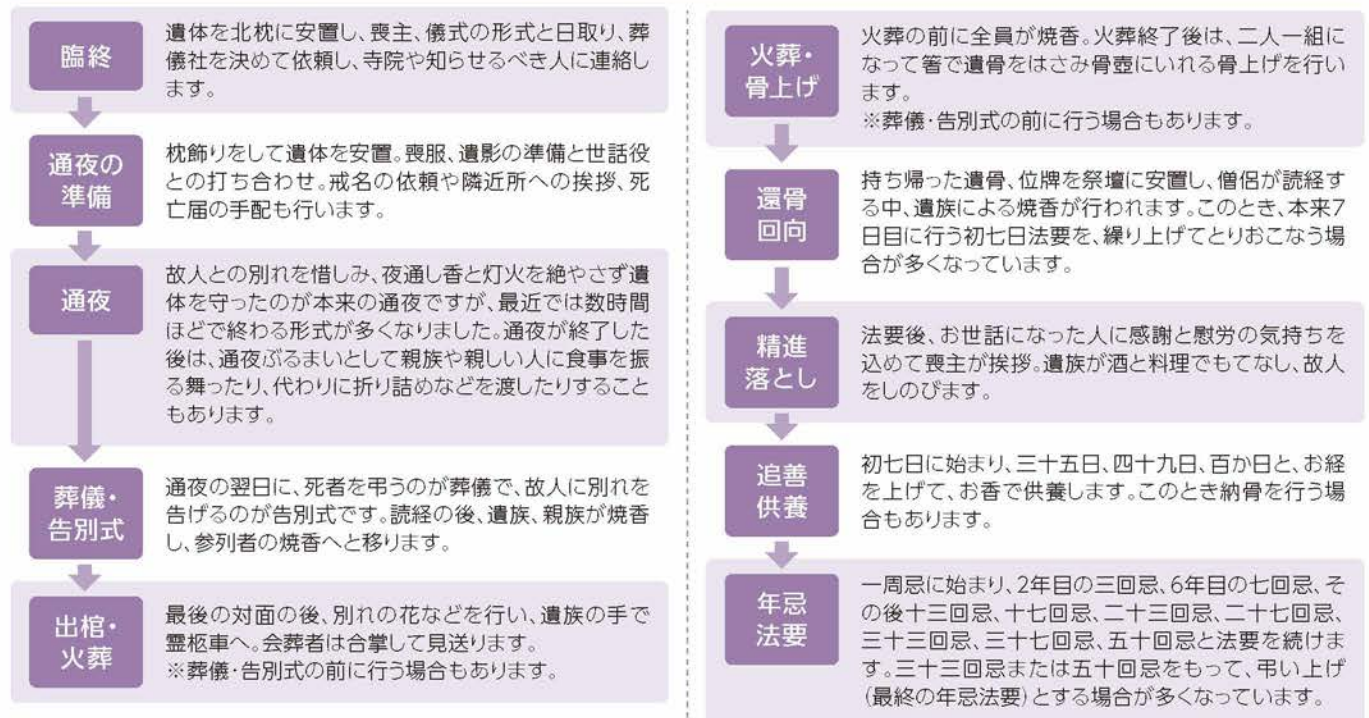 臨終
遺体を北枕に安置し、喪主、儀式の形式と日取り、葬
儀社を決めて依頼し、寺院や知らせるべき人に連絡し
ます。
通夜の
準備
枕飾りをして遺体を安置。喪服、遺影の準備と世話役
との打ち合わせ。戒名の依頼や隣近所への挨拶、死
亡届の手配も行います。
通夜
故人との別れを惜しみ、夜通し香と灯火を絶やさず遺
体を守ったのが本来の通夜ですが、最近では数時間
ほどで終わる形式が多くなりました。通夜が終了した
後は、通夜ぶるまいとして親族や親しい人に食事を振
る舞ったり、代わりに折り詰めなどを渡したりすること
もあります。
葬儀・
告別式
通夜の翌日に、死者を弔うのが葬儀で、故人に別れを
告げるのが告別式です。読経の後、遺族、親族が焼香
し、参列者の焼香へと移ります。
出棺・
火葬
最後の対面の後、別れの花などを行い、遺族の手で
霊柩車へ。会葬者は合掌して見送ります。
※葬儀・告別式の前に行う場合もあります。
火葬・
骨上げ
火葬の前に全員が焼香。火葬終了後は、二人一組に
なって箸で遺骨をはさみ骨壺にいれる骨上げを行い
ます。
※葬儀・告別式の前に行う場合もあります。
還骨
回向
持ち帰った遺骨、位牌を祭壇に安置し、僧侶が読経す
る中、遺族による焼香が行われます。このとき、本来7
日目に行う初七日法要を、繰り上げてとりおこなう場
合が多くなっています。
精進
落とし
法要後、お世話になった人に感謝と慰労の気持ちを
込めて喪主が挨拶。遺族が酒と料理でもてなし、故人
をしのびます。
追善
供養
初七日に始まり、三十五日、四十九日、百か日と、お経
を上げて、お香で供養します。このとき納骨を行う場
合もあります。
年忌
法要
一周忌に始まり、2年目の三回忌、6年目の七回忌、そ
の後十三回忌、十七回忌、二十三回忌、二十七回忌、
三十三回忌、三十七回忌、五十回忌と法要を続けま
す。三十三回忌または五十回忌をもって、弔い上げ
(最終の年忌法要)とする場合が多くなっています。